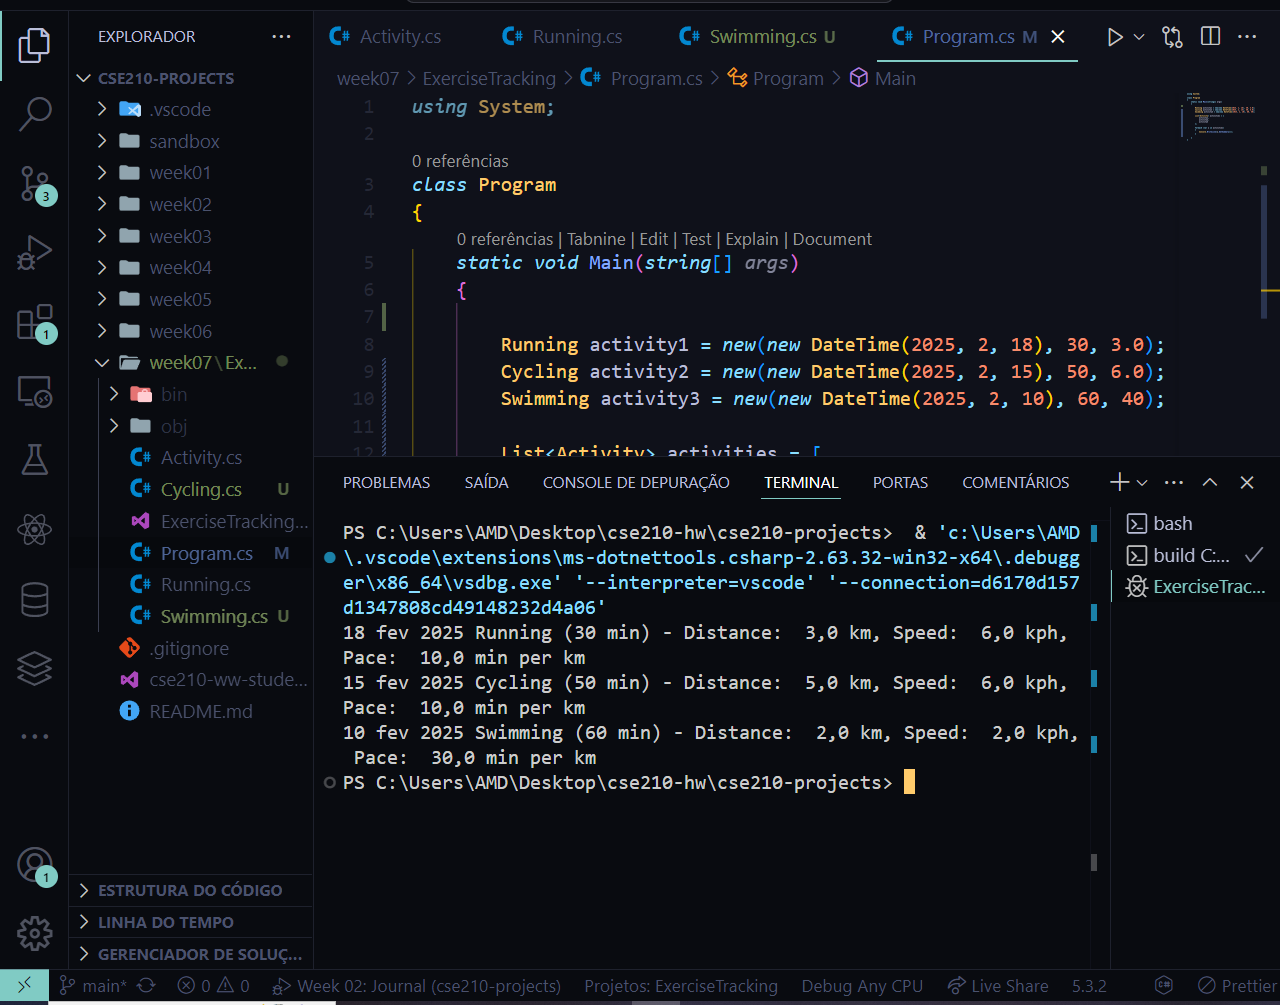 EXPLORADOR
CSE210-PROJECTS
.vscode
sandbox
week01
week02
week03
week04
week05
week06
week07\Ex...
bin
obj
Activity.cs
Cycling.cs U
ExerciseTracking...
Program.cs M
Running.cs
Swimming.cs U
.gitignore
cse210-ww-stude...
README.md
ESTRUTURA DO CÓDIGO
LINHA DO TEMPO
GERENCIADOR DE SOLUÇ...
3
1
1
Activity.cs Running.cs Swimming.cs U Program.cs M
week07 > ExerciseTracking > Program.cs > Program > Main
1 using System;
2
0 referências
3 class Program
4 {
0 referências | Tabnine | Edit | Test | Explain | Document
5 static void Main(string[] args)
6 {
7
8 Running activity1 = new(new DateTime(2025, 2, 18), 30, 3.0);
9 Cycling activity2 = new(new DateTime(2025, 2, 15), 50, 6.0);
10 Swimming activity3 = new(new DateTime(2025, 2, 10), 60, 40);
11
12 List<Activity> activities = [
PROBLEMAS SAÍDA CONSOLE DE DEPURAÇÃO TERMINAL PORTAS COMENTÁRIOS
PS C:\Users\AMD\Desktop\cse210-hw\cse210-projects> & 'c:\Users\AMD
\.vscode\extensions\ms-dotnettools.csharp-2.63.32-win32-x64\.debugg
er\x86_64\vsdbg.exe' '--interpreter=vscode' '--connection=d6170d157
d1347808cd49148232d4a06'
18 fev 2025 Running (30 min) - Distance:  3,0 km, Speed:  6,0 kph,
Pace:  10,0 min per km
15 fev 2025 Cycling (50 min) - Distance:  5,0 km, Speed:  6,0 kph,
Pace:  10,0 min per km
10 fev 2025 Swimming (60 min) - Distance:  2,0 km, Speed:  2,0 kph,
Pace:  30,0 min per km
PS C:\Users\AMD\Desktop\cse210-hw\cse210-projects>
bash
build C:...
ExerciseTrac...
main* 0 0 Week 02: Journal (cse210-projects) Projetos: ExerciseTracking Debug Any CPU Live Share 5.3.2 Prettier